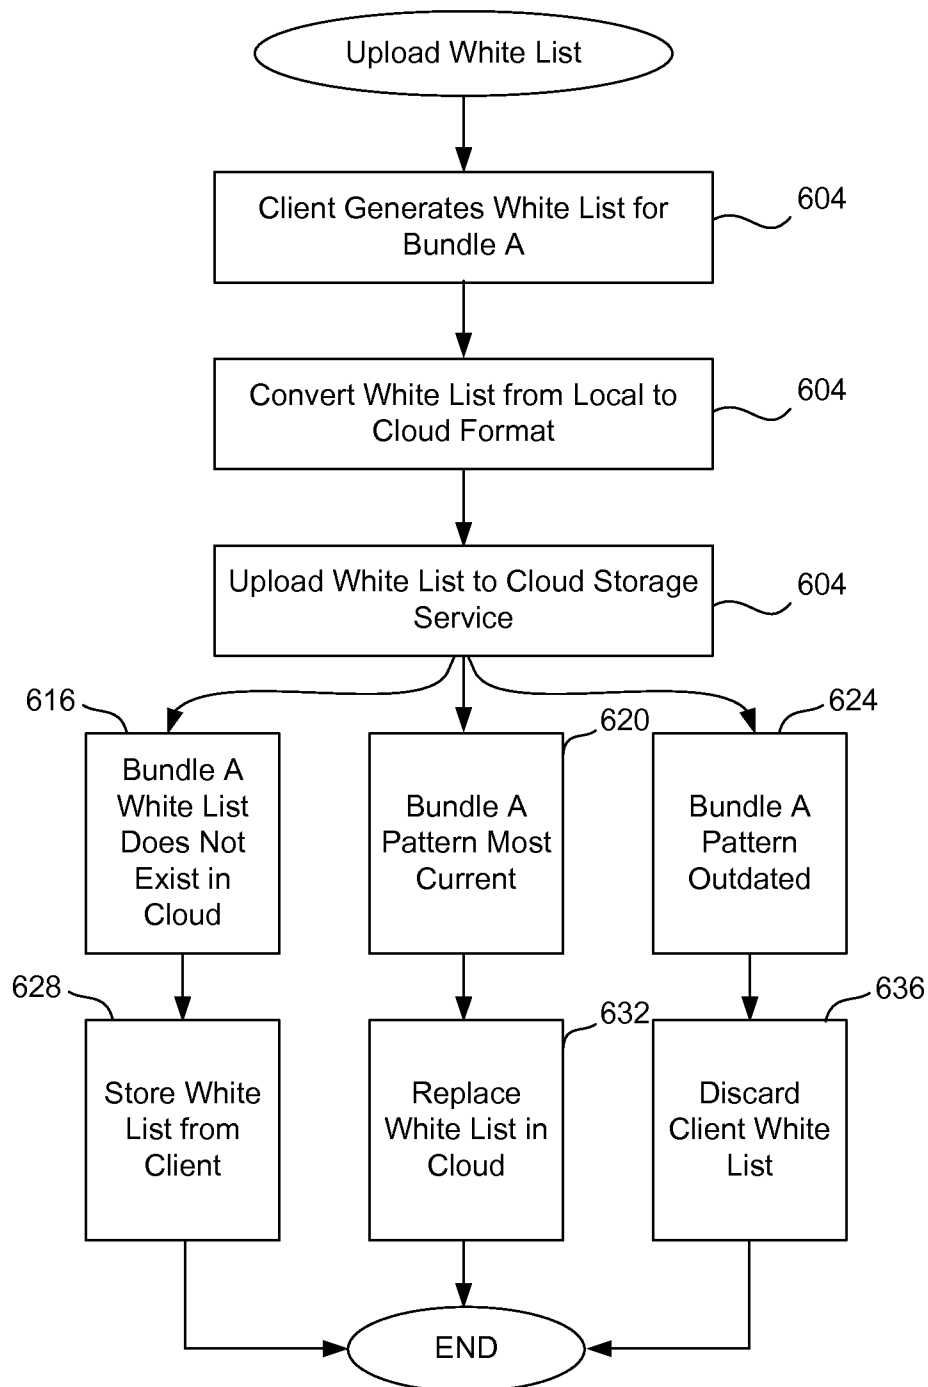 Upload White List
Client Generates White List for
Bundle A
604
Convert White List from Local to
Cloud Format
604
Upload White List to Cloud Storage
Service
604
616
Bundle A
White List
Does Not
Exist in
Cloud
620
Bundle A
Pattern Most
Current
624
Bundle A
Pattern
Outdated
628
Store White
List from
Client
632
Replace
White List in
Cloud
636
Discard
Client White
List
END